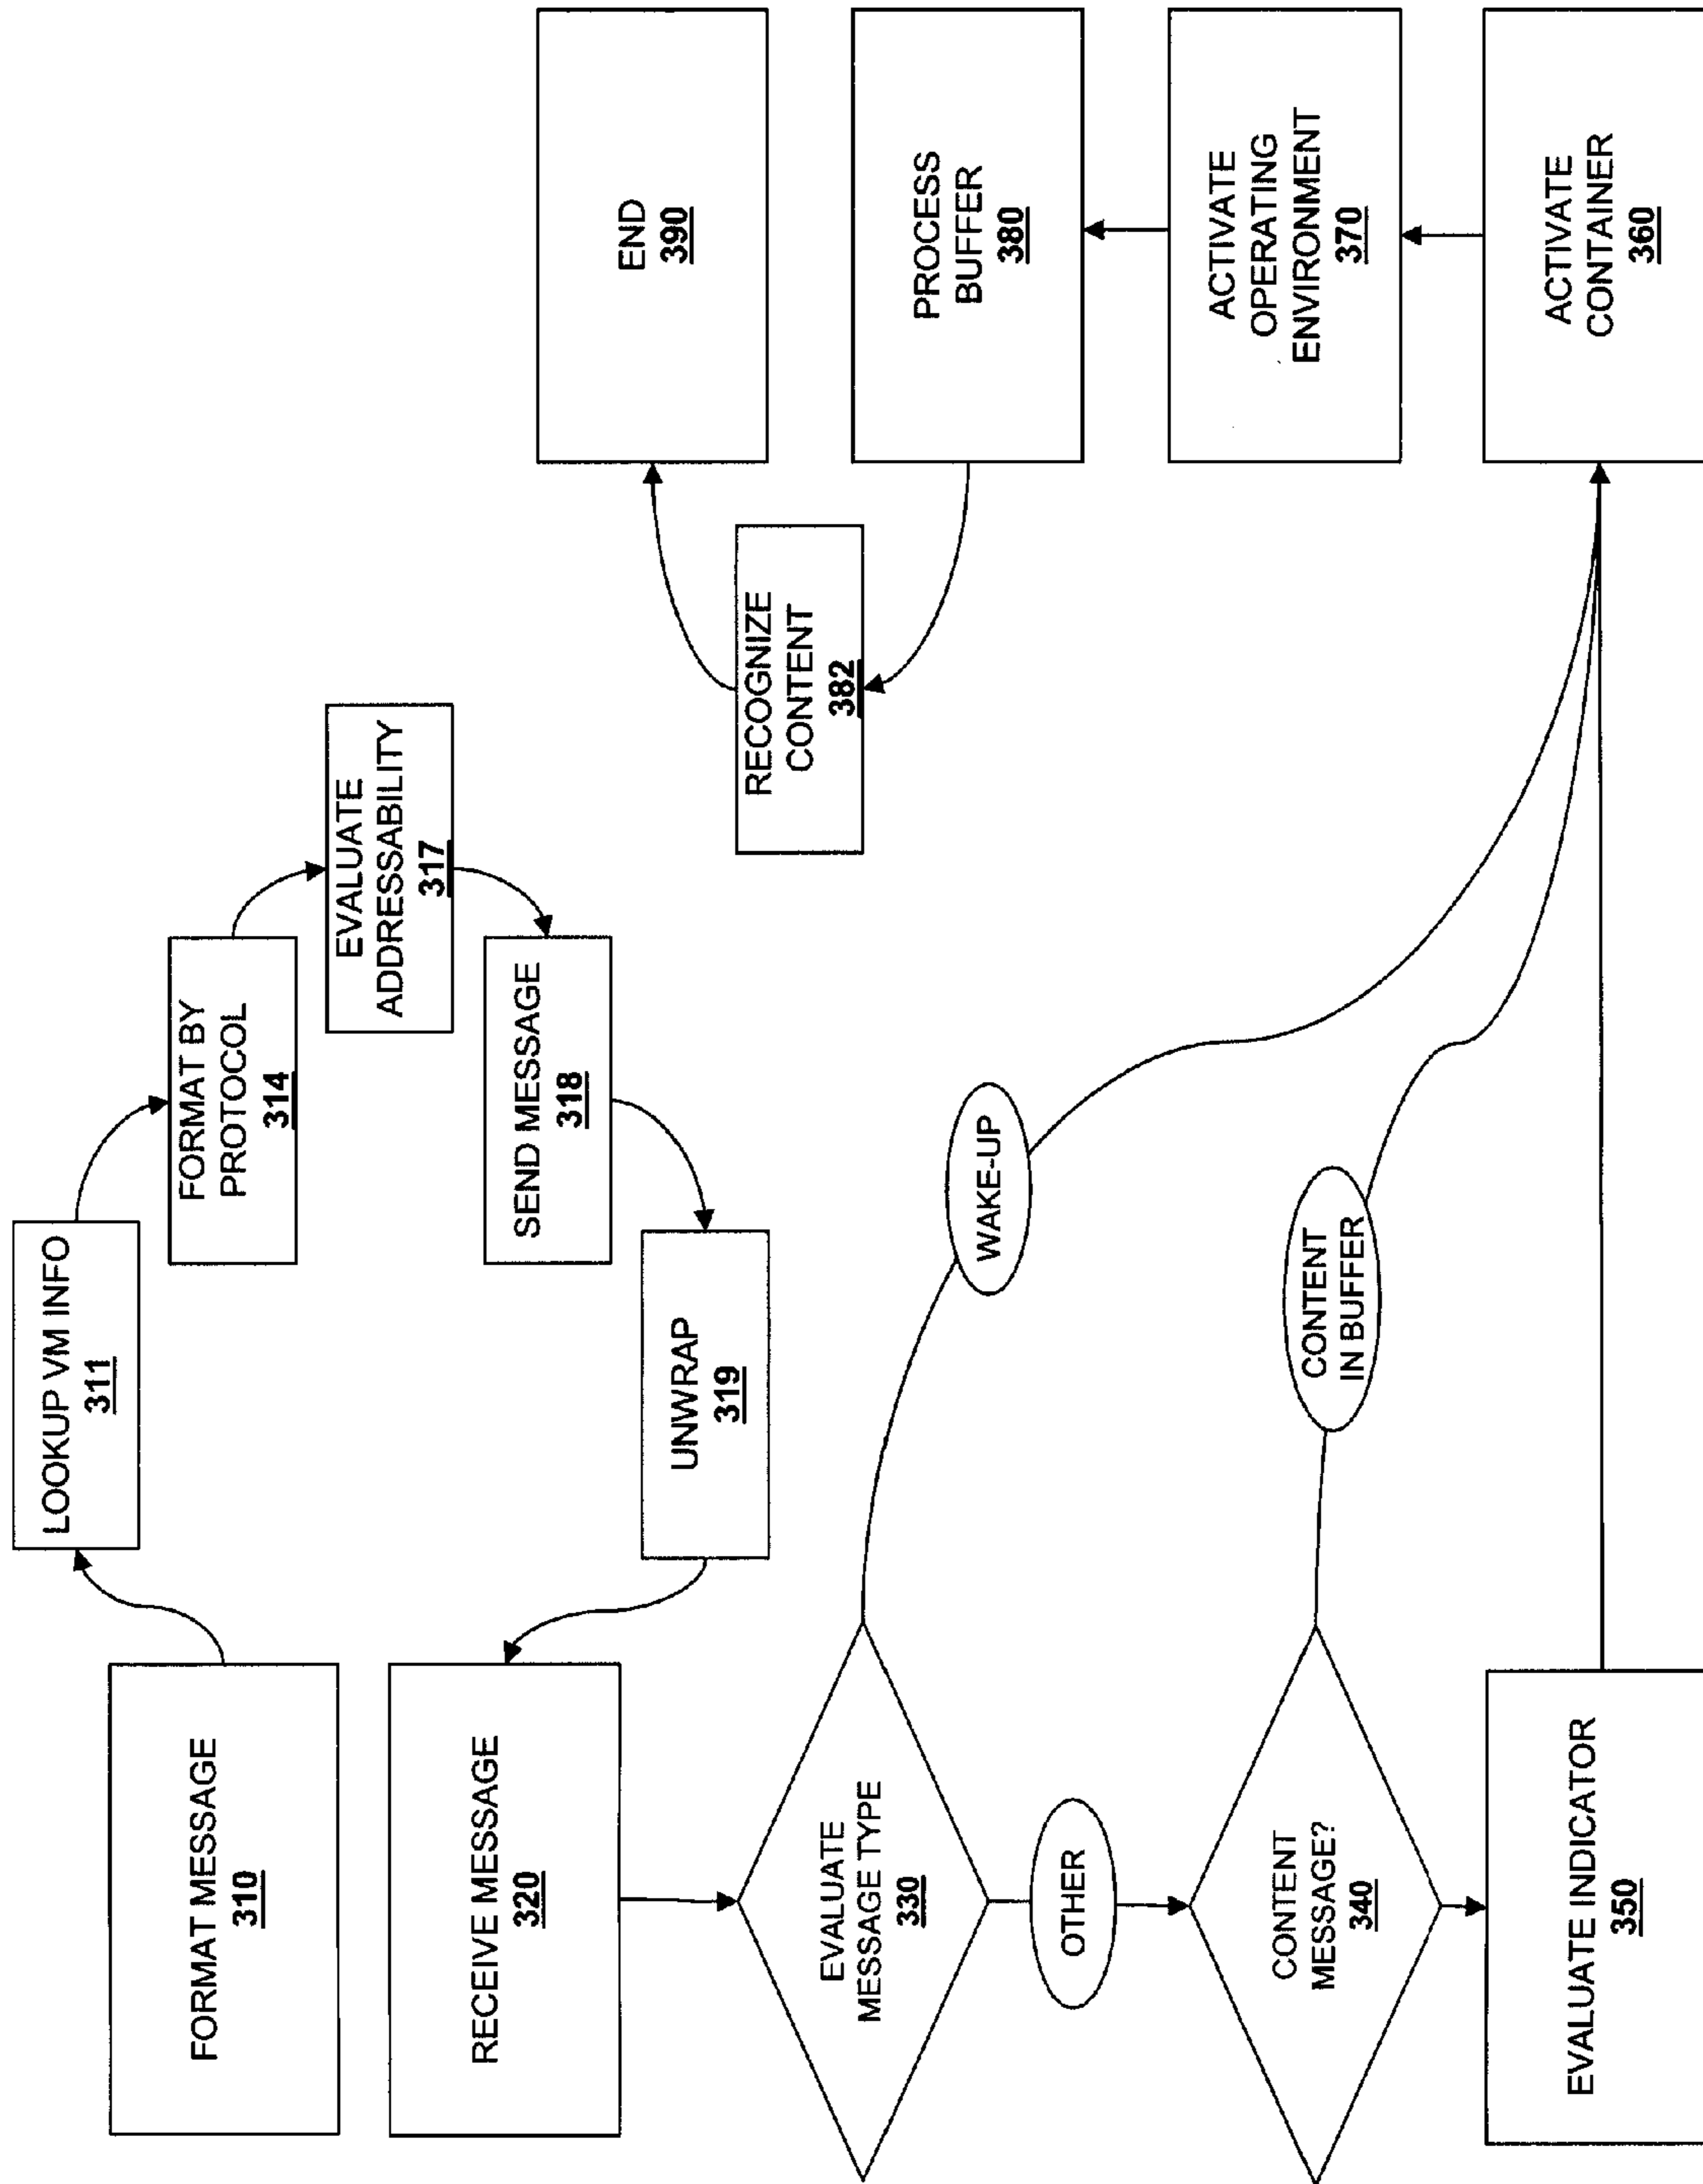 FORMAT MESSAGE
310
LOOKUP VM INFO
311
FORMAT BY
PROTOCOL
314
EVALUATE
ADDRESSABILITY
317
SEND MESSAGE
318
UNWRAP
319
RECEIVE MESSAGE
320
EVALUATE
MESSAGE TYPE
330
WAKE-UP
OTHER
CONTENT
MESSAGE?
340
CONTENT
IN BUFFER
EVALUATE INDICATOR
350
ACTIVATE
CONTAINER
360
ACTIVATE
OPERATING
ENVIRONMENT
370
PROCESS
BUFFER
380
RECOGNIZE
CONTENT
382
END
390